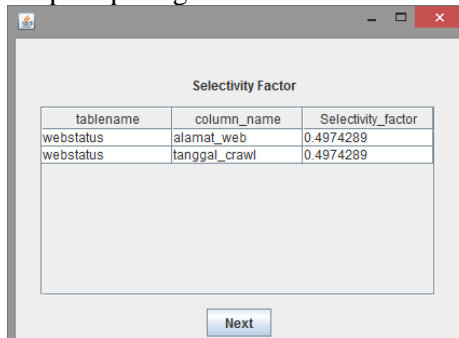 Selectivity Factor
tablename column_name Selectivity_factor
webstatus alamat_web 0.4974289
webstatus tanggal_crawl 0.4974289
Next